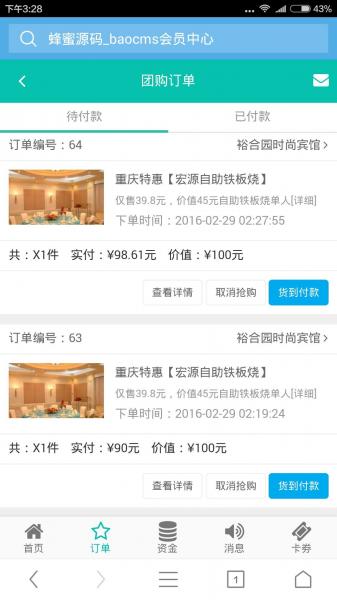 下午3:28
43%
蜂蜜源码_baocms会员中心
团购订单
待付款
已付款
订单编号：64
裕合园时尚宾馆
重庆特惠【宏源自助铁板烧】
仅售39.8元，价值45元自助铁板烧单人[详细]
下单时间：2016-02-29 02:27:55
共：X1件 实付：¥98.61元 价值：¥100元
查看详情
取消抢购
货到付款
订单编号：63
裕合园时尚宾馆
重庆特惠【宏源自助铁板烧】
仅售39.8元，价值45元自助铁板烧单人[详细]
下单时间：2016-02-29 02:19:24
共：X1件 实付：¥90元 价值：¥100元
查看详情
取消抢购
货到付款
首页
订单
资金
消息
卡券
1